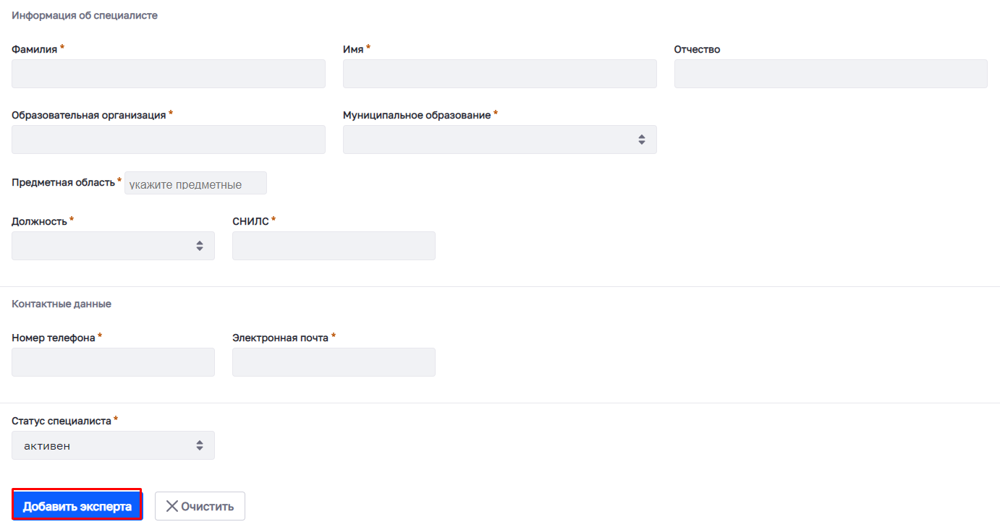 Информация об специалисте
Фамилия * Имя * Отчество
Образовательная организация * Муниципальное образование *
Предметная область * укажите предметные
Должность * СНИЛС *
Контактные данные
Номер телефона * Электронная почта *
Статус специалиста *
активен
Добавить эксперта Очистить